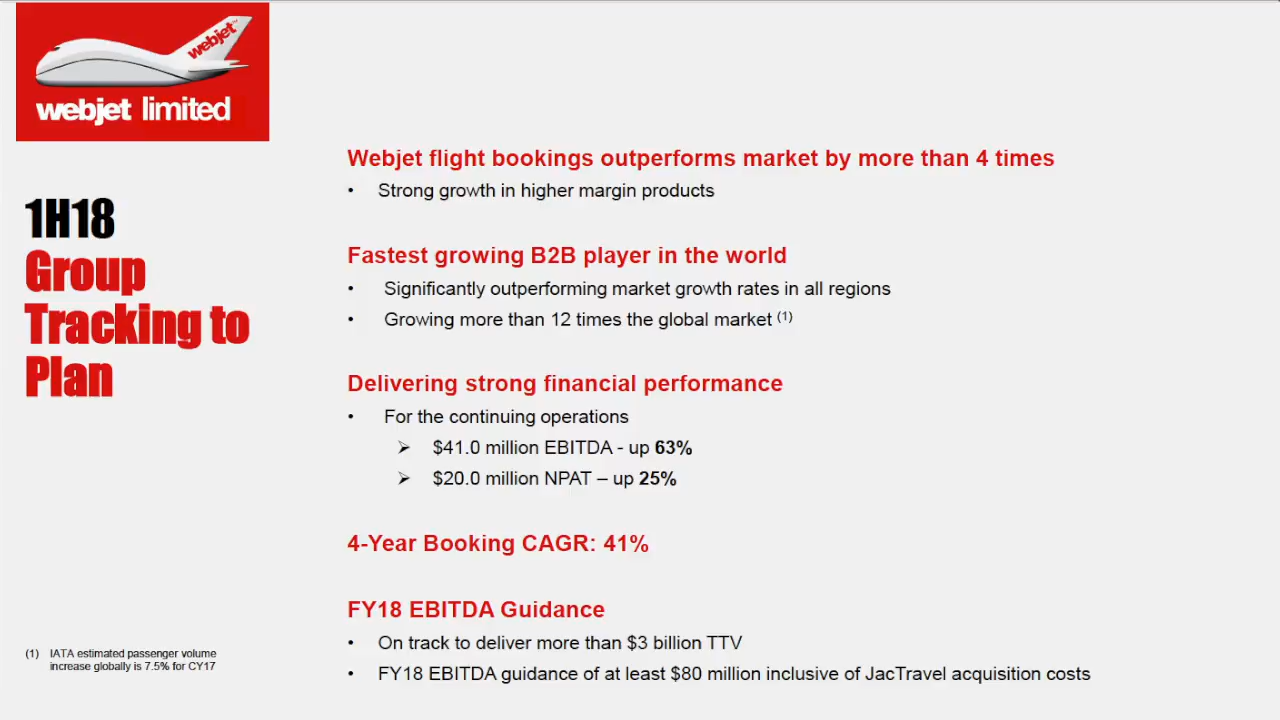 webjet™
webjet limited
1H18
Group
Tracking to
Plan
Webjet flight bookings outperforms market by more than 4 times
• Strong growth in higher margin products
Fastest growing B2B player in the world
• Significantly outperforming market growth rates in all regions
• Growing more than 12 times the global market (1)
Delivering strong financial performance
• For the continuing operations
➢ $41.0 million EBITDA - up 63%
➢ $20.0 million NPAT – up 25%
4-Year Booking CAGR: 41%
FY18 EBITDA Guidance
• On track to deliver more than $3 billion TTV
• FY18 EBITDA guidance of at least $80 million inclusive of JacTravel acquisition costs
(1) IATA estimated passenger volume
increase globally is 7.5% for CY17